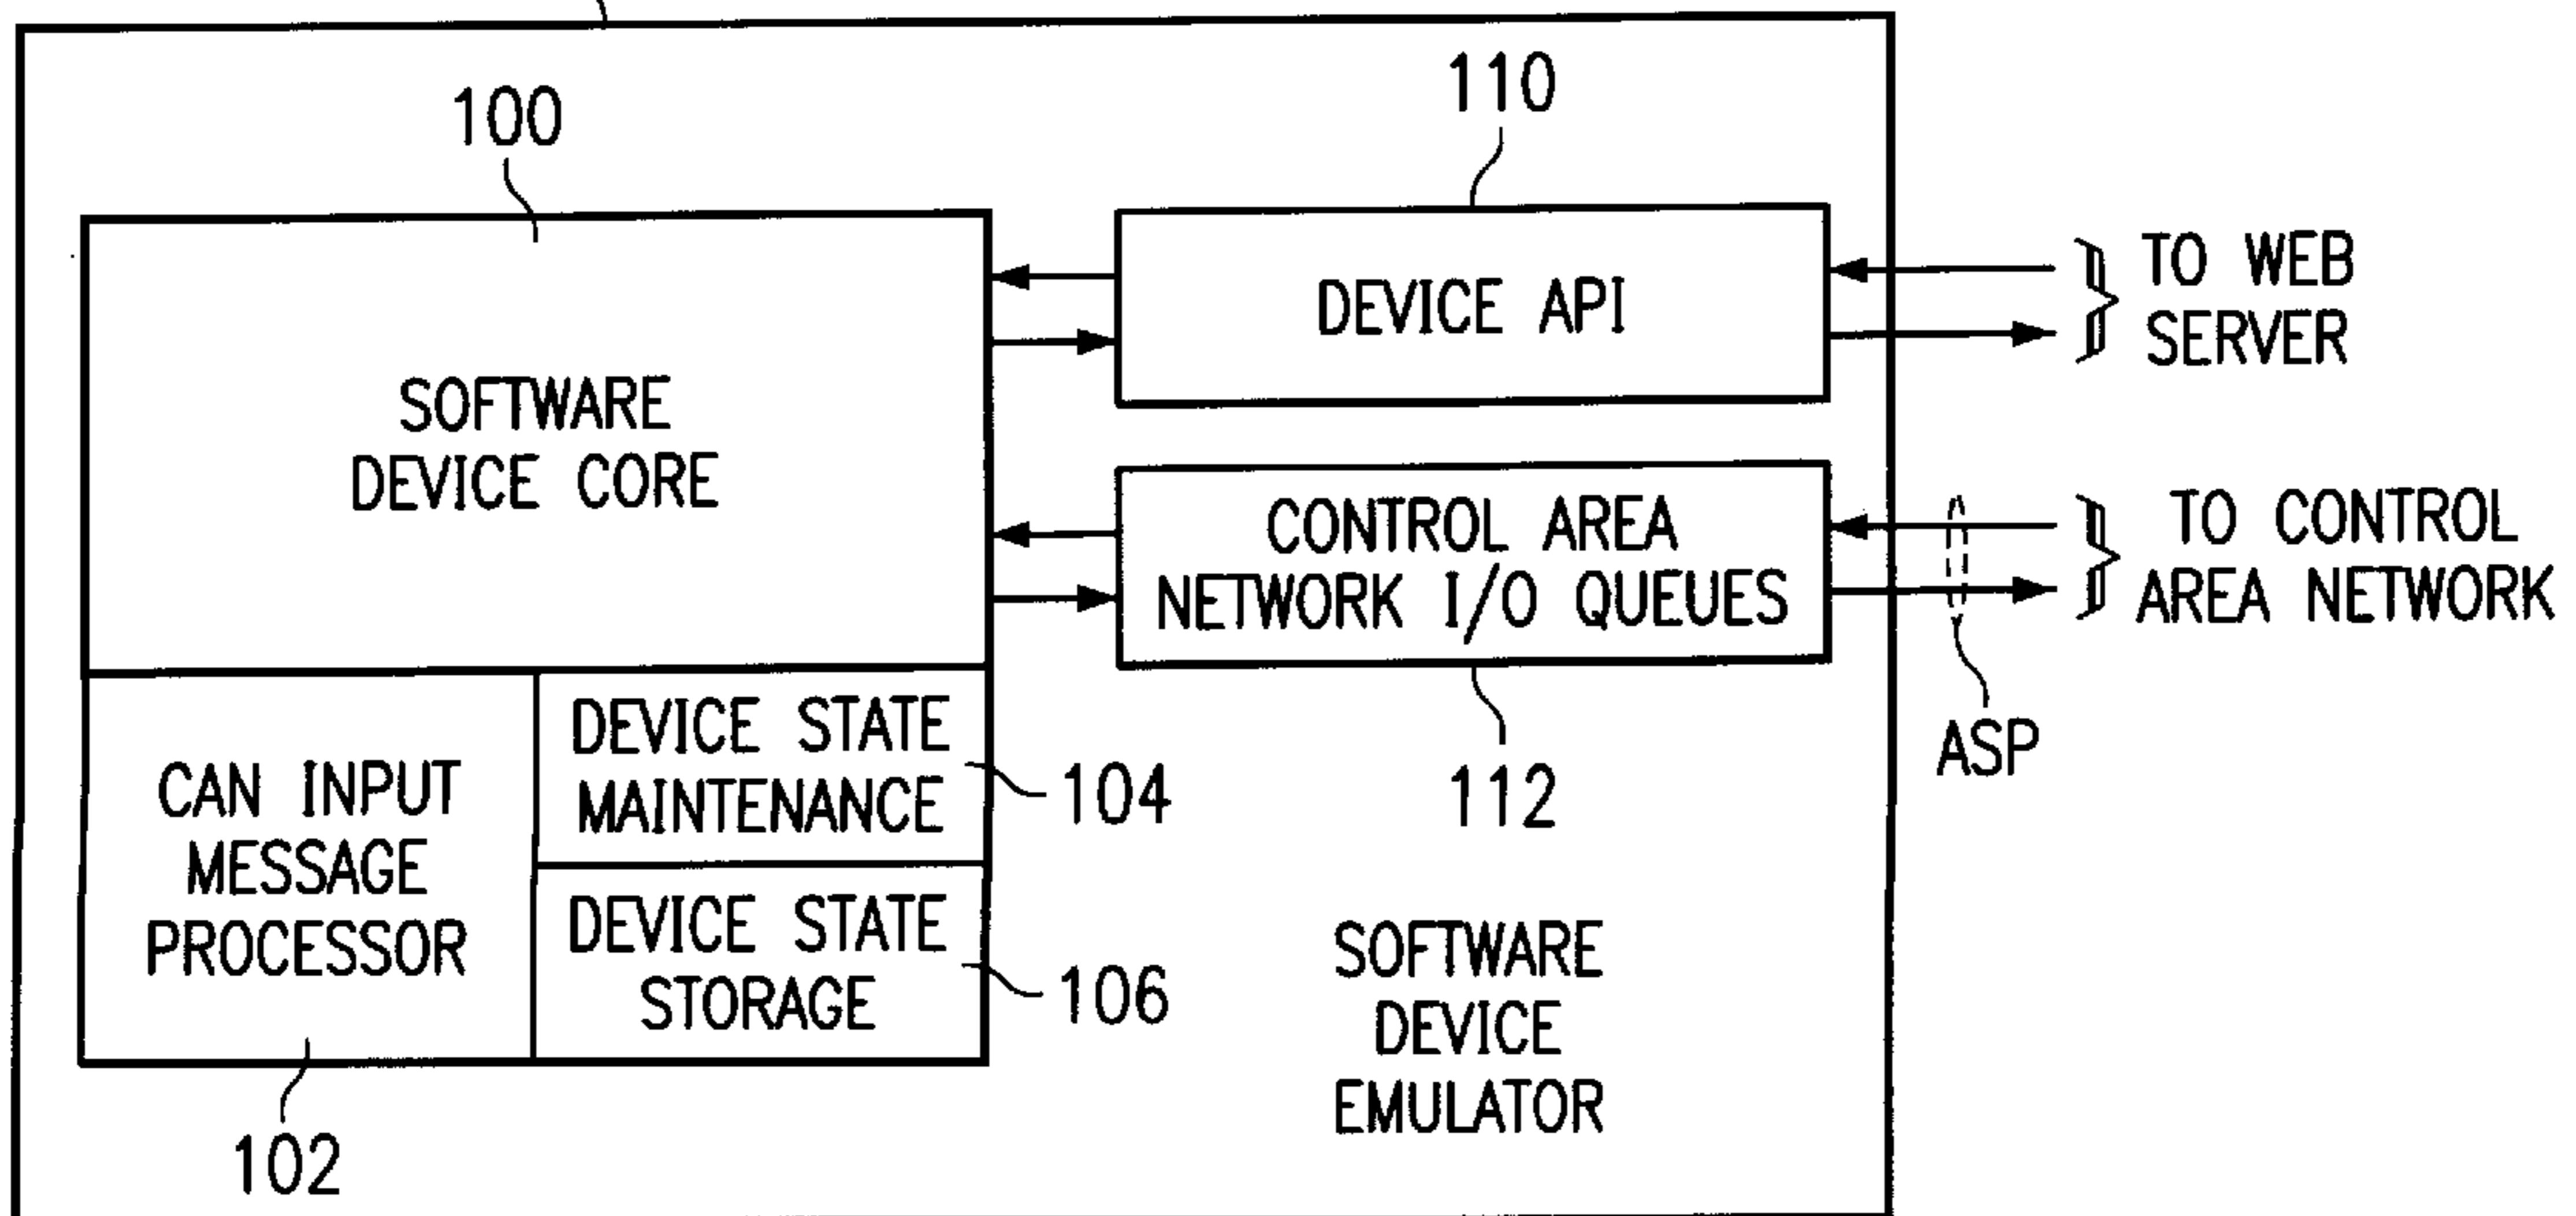 100
110
SOFTWARE
DEVICE CORE
DEVICE API
TO WEB
SERVER
CONTROL AREA
NETWORK I/O QUEUES
TO CONTROL
AREA NETWORK
ASP
112
CAN INPUT
MESSAGE
PROCESSOR
102
DEVICE STATE
MAINTENANCE
104
DEVICE STATE
STORAGE
106
SOFTWARE
DEVICE
EMULATOR